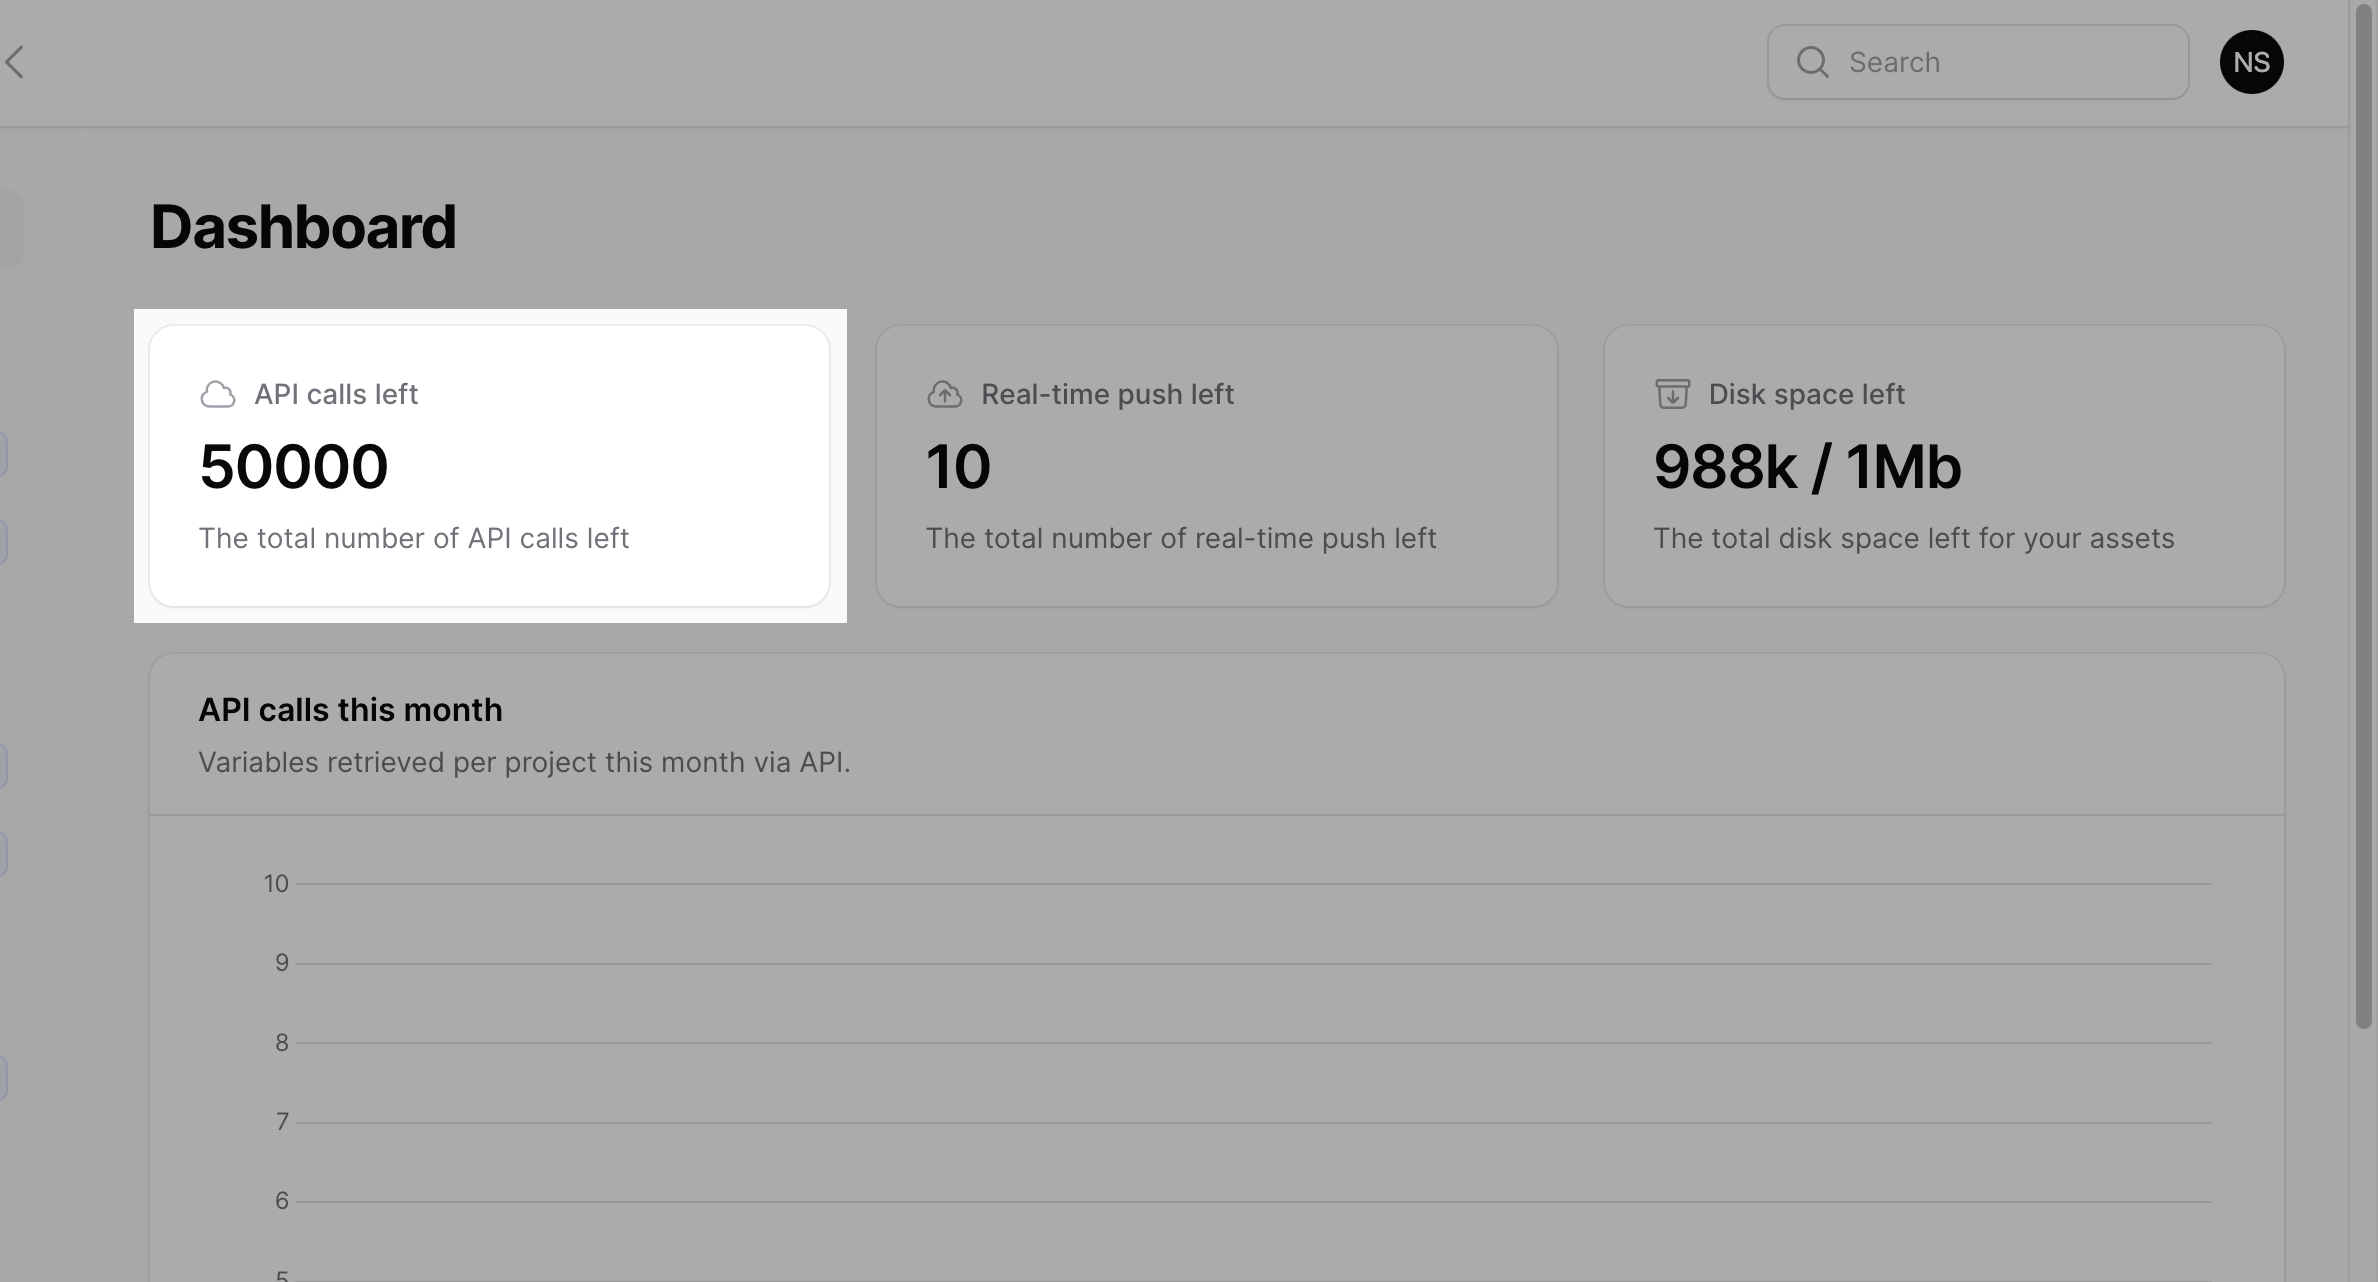 Search
NS
Dashboard
API calls left
50000
The total number of API calls left
Real-time push left
10
The total number of real-time push left
Disk space left
988k / 1Mb
The total disk space left for your assets
API calls this month
Variables retrieved per project this month via API.
10
9
8
7
6
5